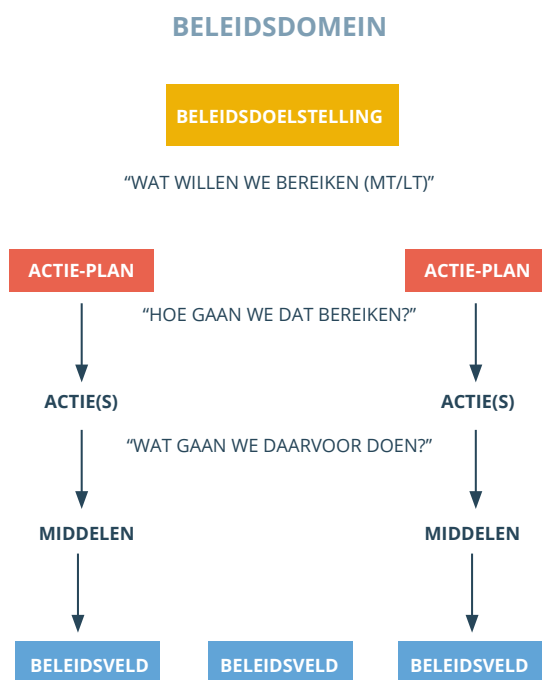 BELEIDSDOMEIN
BELEIDSDOELSTELLING
“WAT WILLEN WE BEREIKEN (MT/LT)”
ACTIE-PLAN
ACTIE-PLAN
“HOE GAAN WE DAT BEREIKEN?”
ACTIE(S)
ACTIE(S)
“WAT GAAN WE DAARVOOR DOEN?”
MIDDELEN
MIDDELEN
BELEIDSVELD
BELEIDSVELD
BELEIDSVELD